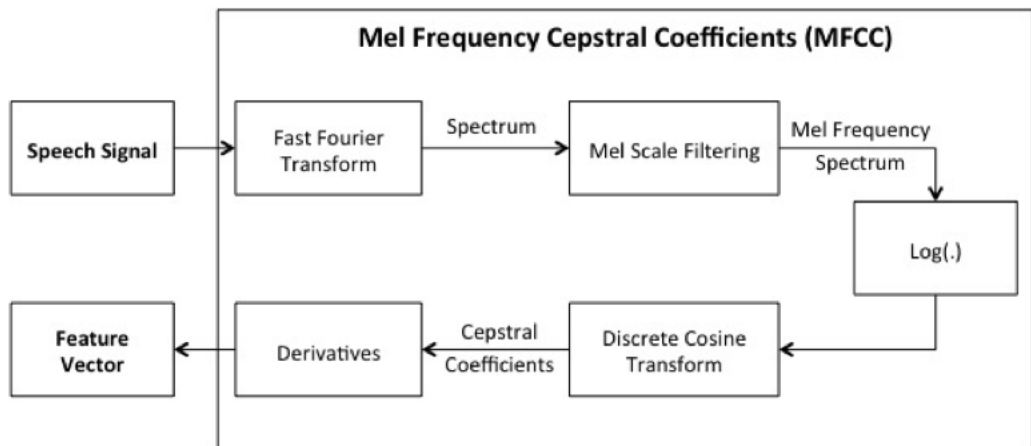 Mel Frequency Cepstral Coefficients (MFCC)
Speech Signal
Fast Fourier
Transform
Spectrum
Mel Scale Filtering
Mel Frequency
Spectrum
Log(.)
Discrete Cosine
Transform
Cepstral
Coefficients
Derivatives
Feature
Vector